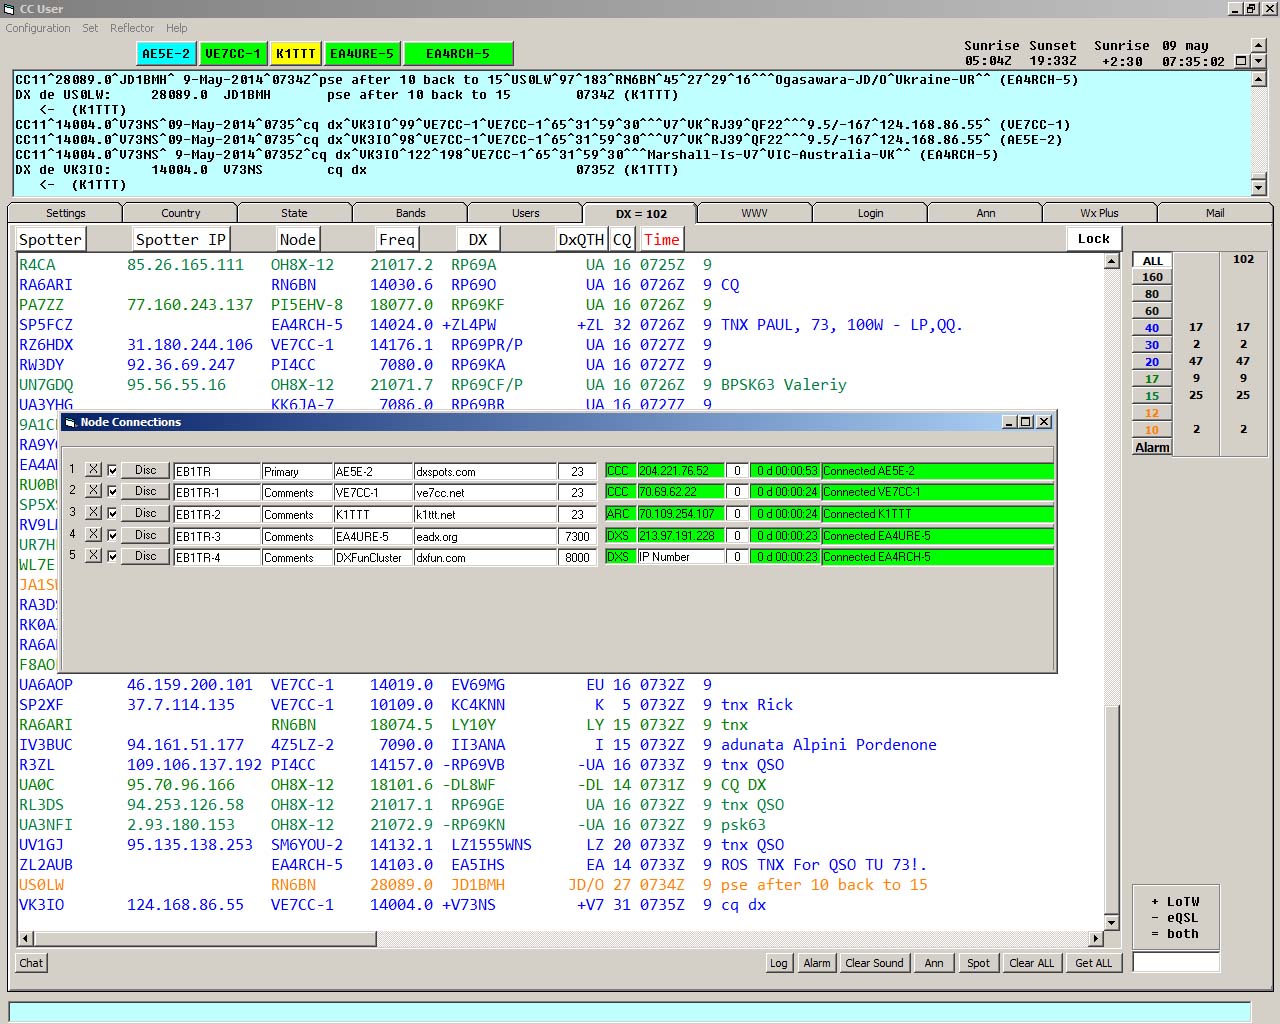 CC User
Configuration Set Reflector Help
AE5E-2 VE7CC-1 K1TTT EA4URE-5 EA4RCH-5
Sunrise Sunset Sunrise 09 may
05:04Z 19:33Z +2:30 07:35:02
CC11^28089.0^JD1BMH^ 9-May-2014^0734Z^pse after 10 back to 15^US0LW^97^183^RN6BN^45^27^29^16^^^Ogasawara-JD/O^Ukraine-UR^^ (EA4RCH-5)
DX de US0LW: 28089.0 JD1BMH pse after 10 back to 15 0734Z (K1TTT)
<- (K1TTT)
CC11^14004.0^V73NS^09-May-2014^0735^cq dx^VK3IO^99^VE7CC-1^VE7CC-1^65^31^59^30^^^V7^VK^RJ39^QF22^^^9.5/-167^124.168.86.55^ (VE7CC-1)
CC11^14004.0^V73NS^09-May-2014^0735^cq dx^VK3IO^98^VE7CC-1^VE7CC-1^65^31^59^30^^^V7^VK^RJ39^QF22^^^9.5/-167^124.168.86.55^ (AE5E-2)
CC11^14004.0^V73NS^ 9-May-2014^0735Z^cq dx^VK3IO^122^198^VE7CC-1^65^31^59^30^^^Marshall-Is-V7^VIC-Australia-VK^^ (EA4RCH-5)
DX de VK3IO: 14004.0 V73NS cq dx 0735Z (K1TTT)
<- (K1TTT)
Settings Country State Bands Users DX = 102 WWV Login Ann Wx Plus Mail
Spotter Spotter IP Node Freq DX DxQTH CQ Time Lock
R4CA 85.26.165.111 OH8X-12 21017.2 RP69A UA 16 0725Z 9
RA6ARI RN6BN 14030.6 RP69O UA 16 0726Z 9 CQ
PA7ZZ 77.160.243.137 PI5EHV-8 18077.0 RP69KF UA 16 0726Z 9
SP5FCZ EA4RCH-5 14024.0 +ZL4PW +ZL 32 0726Z 9 TNX PAUL, 73, 100W - LP,QQ.
RZ6HDX 31.180.244.106 VE7CC-1 14176.1 RP69PR/P UA 16 0727Z 9
RW3DY 92.36.69.247 PI4CC 7080.0 RP69KA UA 16 0727Z 9
UN7GDQ 95.56.55.16 OH8X-12 21071.7 RP69CF/P UA 16 0726Z 9 BPSK63 Valeriy
UA3YHG KK6JA-7 7086.0 RP69BR UA 16 0727Z 9
9A1C
RA9Y
EA4A
RU0B
SP5X
RV9L
UR7H
WL7E
JA1S
RA3D
RK0A
RA6A
F8AO
Node Connections
1 X Disc EB1TR Primary AE5E-2 dxspots.com 23 CCC 204.221.76.52 0 0 d 00:00:53 Connected AE5E-2
2 X Disc EB1TR-1 Comments VE7CC-1 ve7cc.net 23 CCC 70.69.62.22 0 0 d 00:00:24 Connected VE7CC-1
3 X Disc EB1TR-2 Comments K1TTT k1ttt.net 23 ARC 70.109.254.107 0 0 d 00:00:24 Connected K1TTT
4 X Disc EB1TR-3 Comments EA4URE-5 eadx.org 7300 DXS 213.97.191.228 0 0 d 00:00:23 Connected EA4URE-5
5 X Disc EB1TR-4 Comments DXFunCluster dxfun.com 8000 DXS IP Number 0 0 d 00:00:23 Connected EA4RCH-5
UA6AOP 46.159.200.101 VE7CC-1 14019.0 EV69MG EU 16 0732Z 9
SP2XF 37.7.114.135 VE7CC-1 10109.0 KC4KNN K 5 0732Z 9 tnx Rick
RA6ARI RN6BN 18074.5 LY10Y LY 15 0732Z 9 tnx
IV3BUC 94.161.51.177 4Z5LZ-2 7090.0 II3ANA I 15 0732Z 9 adunata Alpini Pordenone
R3ZL 109.106.137.192 PI4CC 14157.0 -RP69VB -UA 16 0733Z 9 tnx QSO
UA0C 95.70.96.166 OH8X-12 18101.6 -DL8WF -DL 14 0731Z 9 CQ DX
RL3DS 94.253.126.58 OH8X-12 21017.1 RP69GE UA 16 0732Z 9 tnx QSO
UA3NFI 2.93.180.153 OH8X-12 21072.9 -RP69KN -UA 16 0732Z 9 psk63
UV1GJ 95.135.138.253 SM6YOU-2 14132.1 LZ1555WNS LZ 20 0733Z 9 tnx QSO
ZL2AUB EA4RCH-5 14103.0 EA5IHS EA 14 0733Z 9 ROS TNX For QSO TU 73!.
US0LW RN6BN 28089.0 JD1BMH JD/O 27 0734Z 9 pse after 10 back to 15
VK3IO 124.168.86.55 VE7CC-1 14004.0 +V73NS +V7 31 0735Z 9 cq dx
ALL 102
160
80
60
40 17 17
30 2 2
20 47 47
17 9 9
15 25 25
12
10 2 2
Alarm
+ LoTW
- eQSL
= both
Chat Log Alarm Clear Sound Ann Spot Clear ALL Get ALL